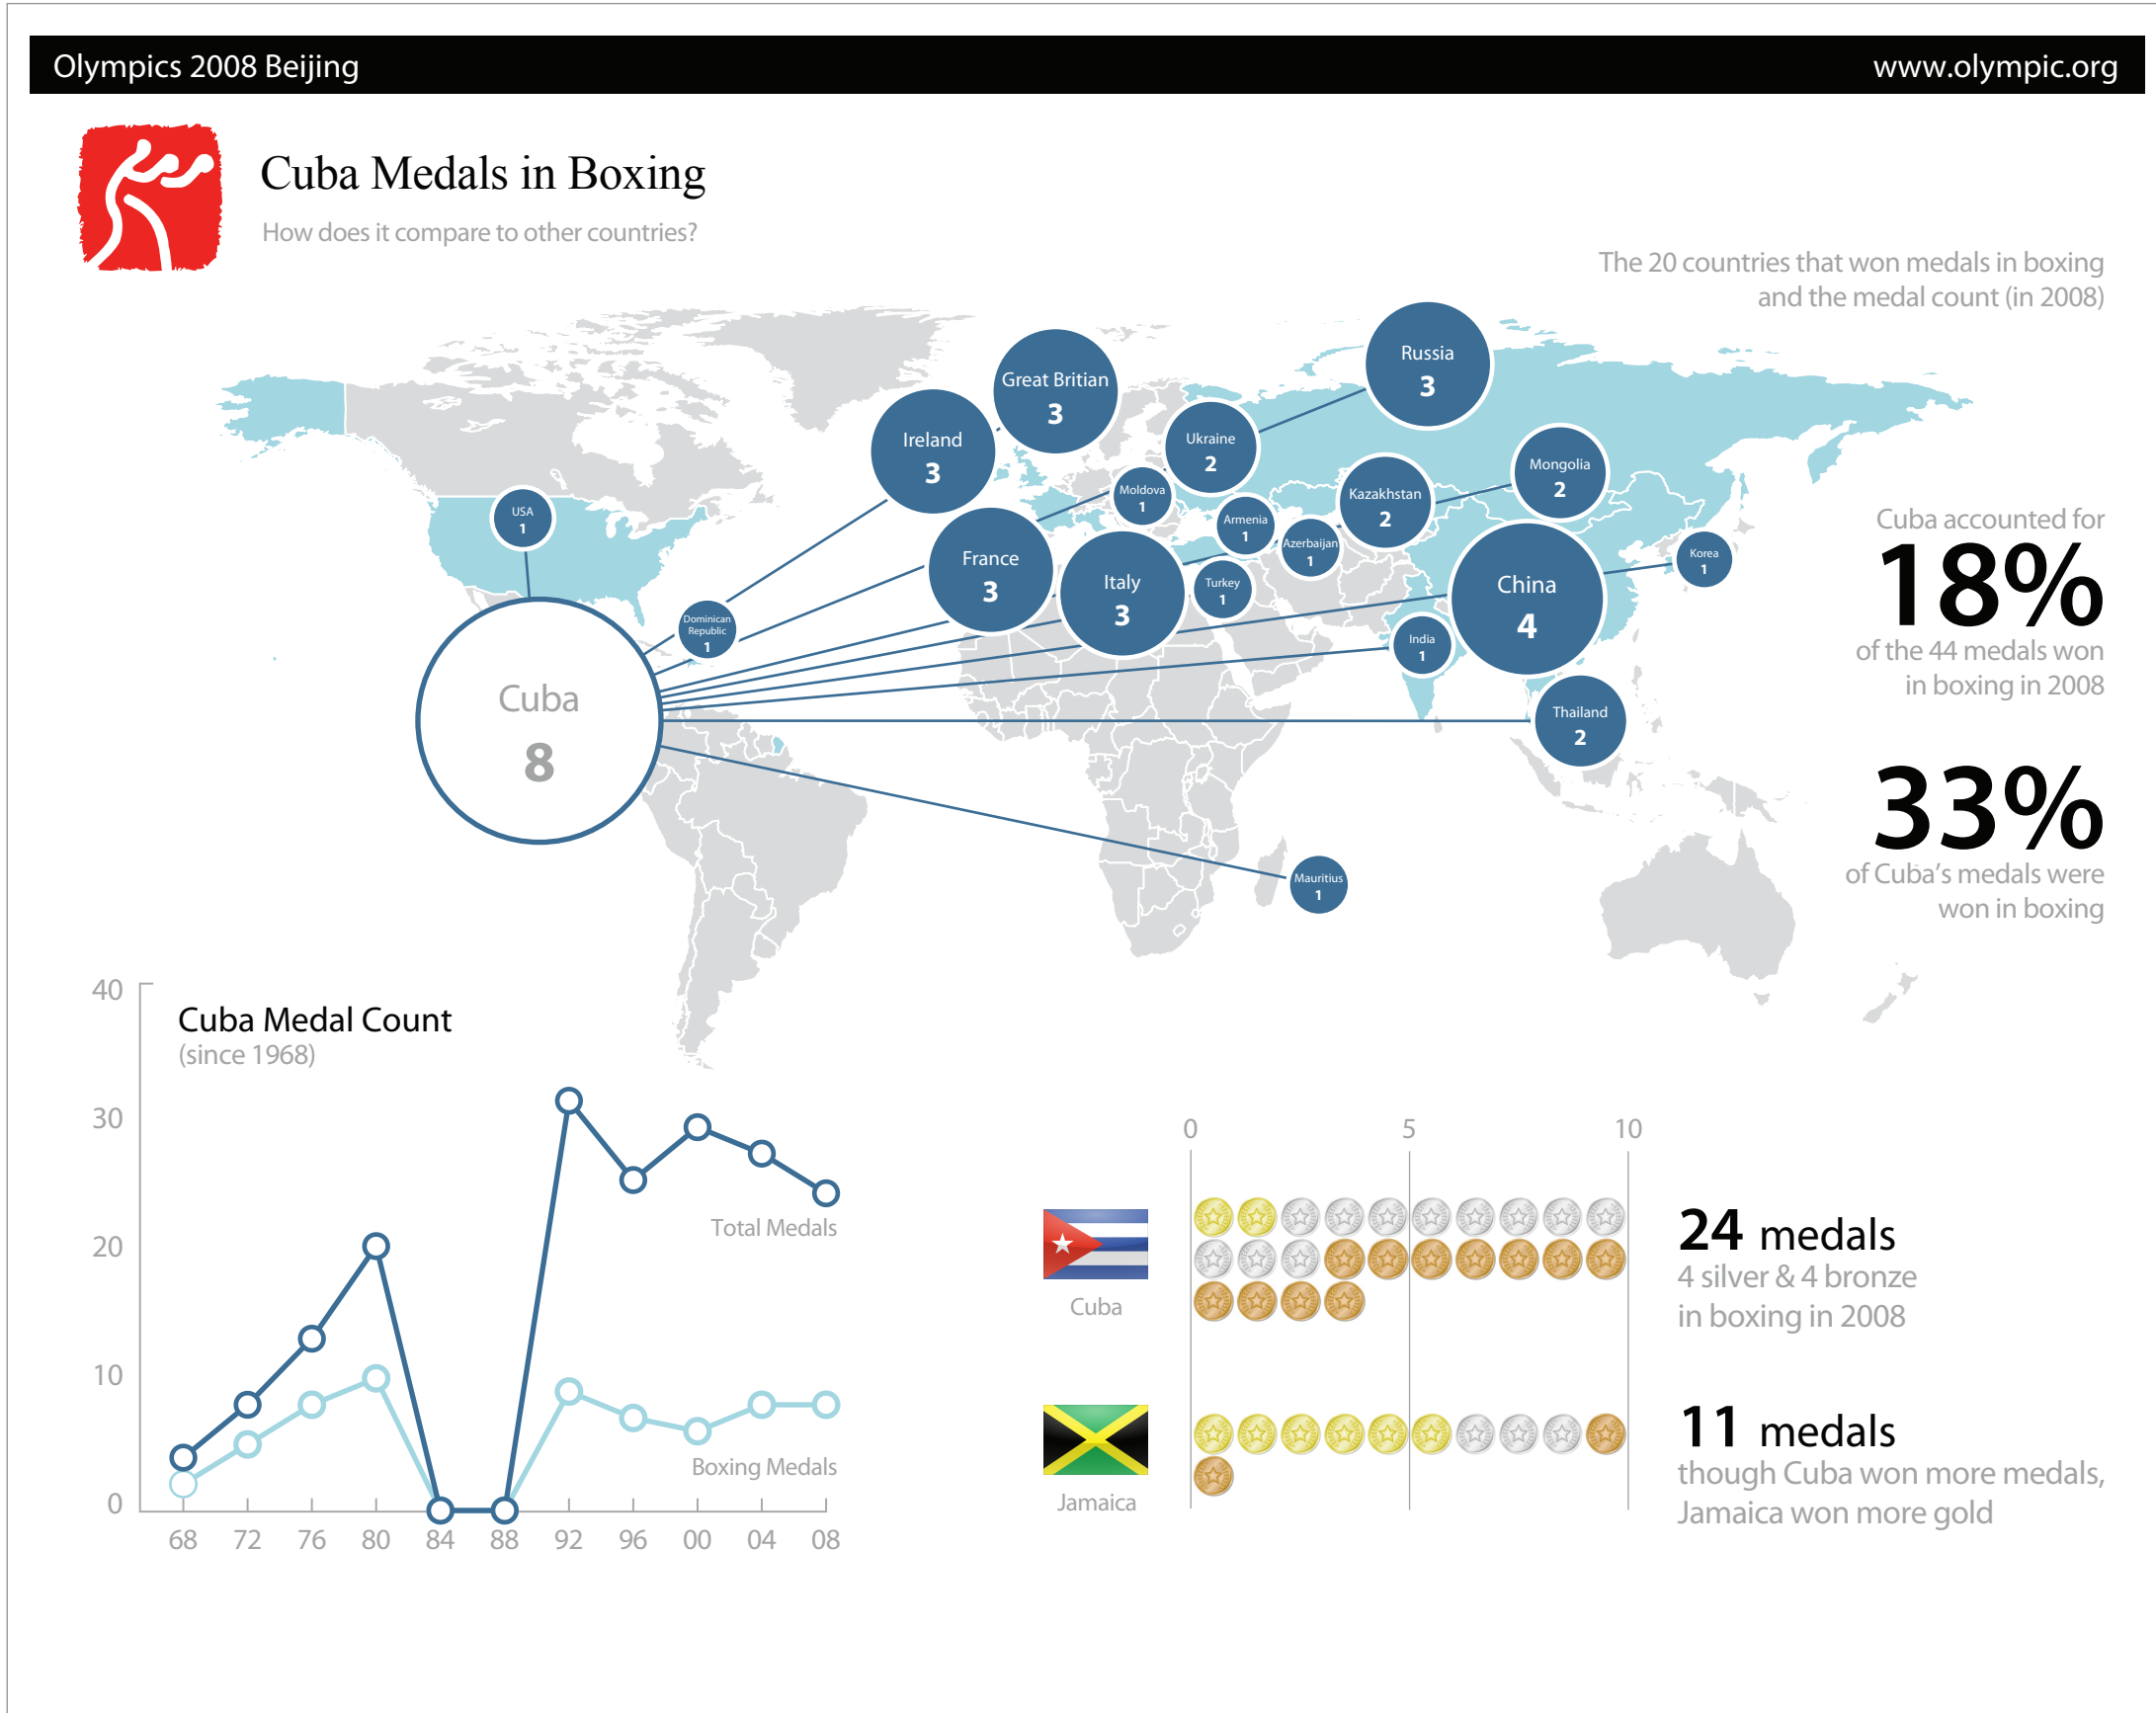 Olympics 2008 Beijing
www.olympic.org
Cuba Medals in Boxing
How does it compare to other countries?
The 20 countries that won medals in boxing
and the medal count (in 2008)
Russia
3
Great Britian
3
Ireland
3
Ukraine
2
Mongolia
2
Moldova
1
Kazakhstan
2
USA
1
Armenia
1
Azerbaijan
1
Korea
1
France
3
Italy
3
Turkey
1
China
4
Dominican
Republic
1
India
1
Cuba
8
Thailand
2
Mauritius
1
Cuba accounted for
18%
of the 44 medals won
in boxing in 2008
33%
of Cuba's medals were
won in boxing
Cuba Medal Count
(since 1968)
40
30
20
10
0
Total Medals
Boxing Medals
68 72 76 80 84 88 92 96 00 04 08
0 5 10
Cuba
24 medals
4 silver & 4 bronze
in boxing in 2008
Jamaica
11 medals
though Cuba won more medals,
Jamaica won more gold